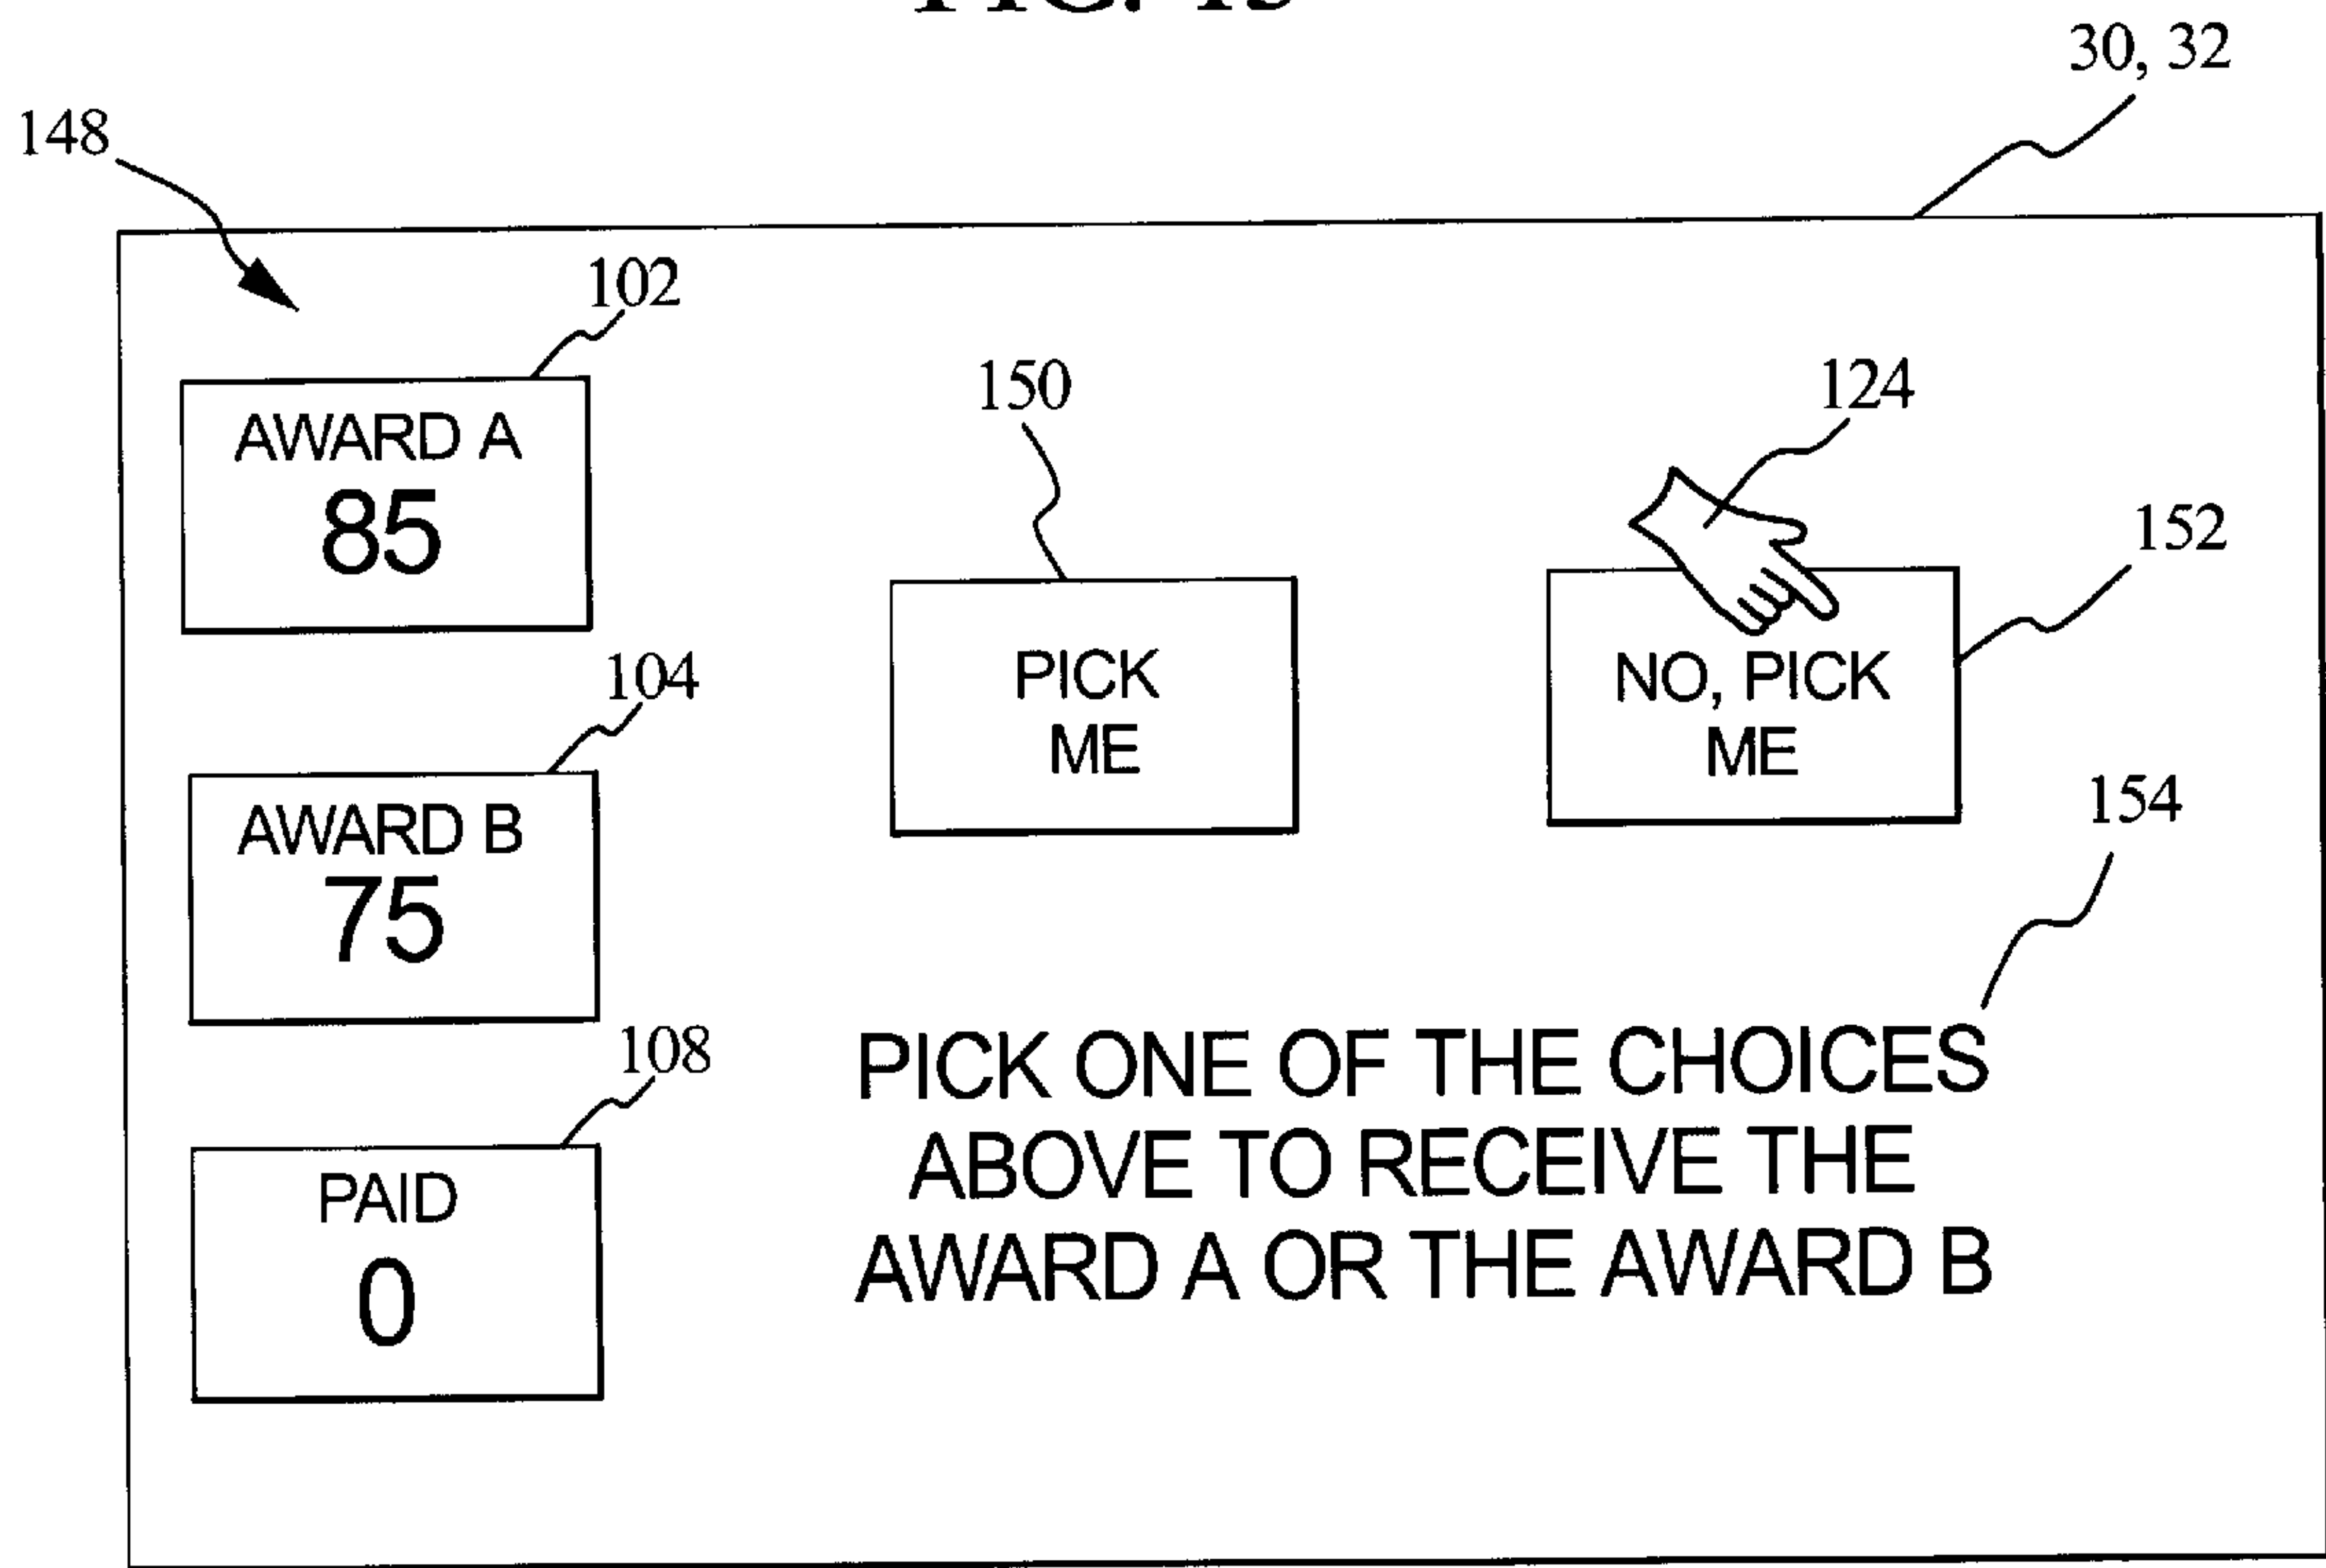 30, 32
148
102
AWARD A
85
150
124
152
PICK
ME
NO, PICK
ME
104
AWARD B
75
154
108
PICK ONE OF THE CHOICES
ABOVE TO RECEIVE THE
AWARD A OR THE AWARD B
PAID
0